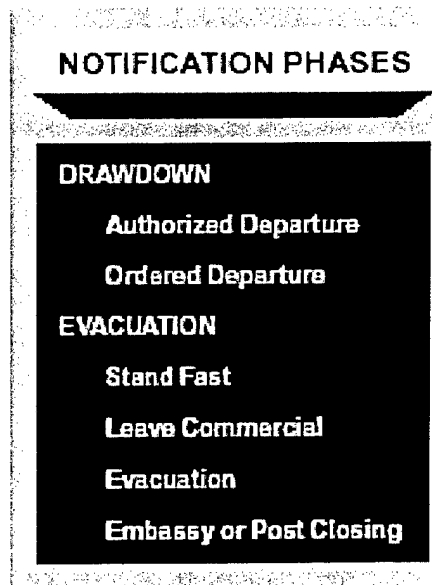 NOTIFICATION PHASES
DRAWDOWN
Authorized Departure
Ordered Departure
EVACUATION
Stand Fast
Leave Commercial
Evacuation
Embassy or Post Closing